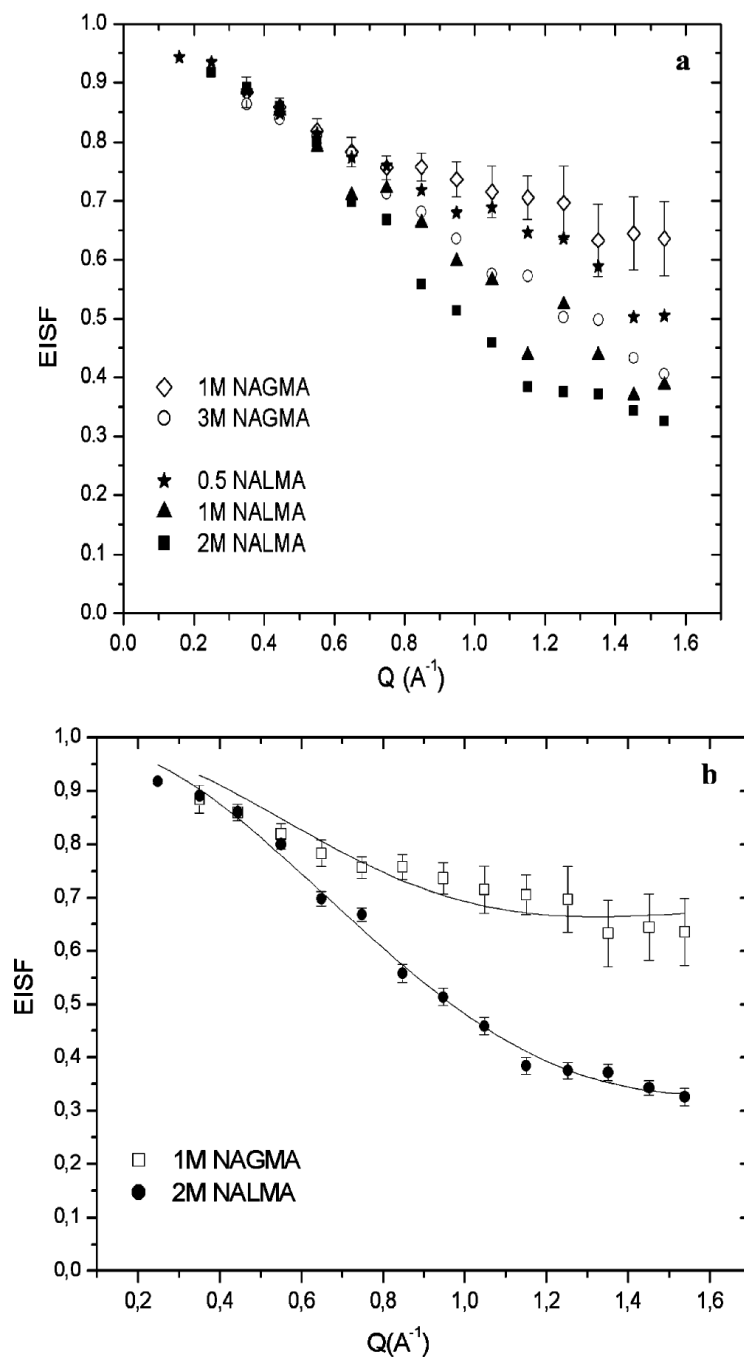 a
1.0
0.9
0.8
0.7
0.6
0.5
0.4
0.3
0.2
0.1
0.0
EISF
1M NAGMA
3M NAGMA
0.5 NALMA
1M NALMA
2M NALMA
0.0 0.2 0.4 0.6 0.8 1.0 1.2 1.4 1.6
Q (A⁻¹)
b
1,0
0,9
0,8
0,7
0,6
0,5
0,4
0,3
0,2
0,1
0,0
EISF
1M NAGMA
2M NALMA
0,2 0,4 0,6 0,8 1,0 1,2 1,4 1,6
Q(A⁻¹)